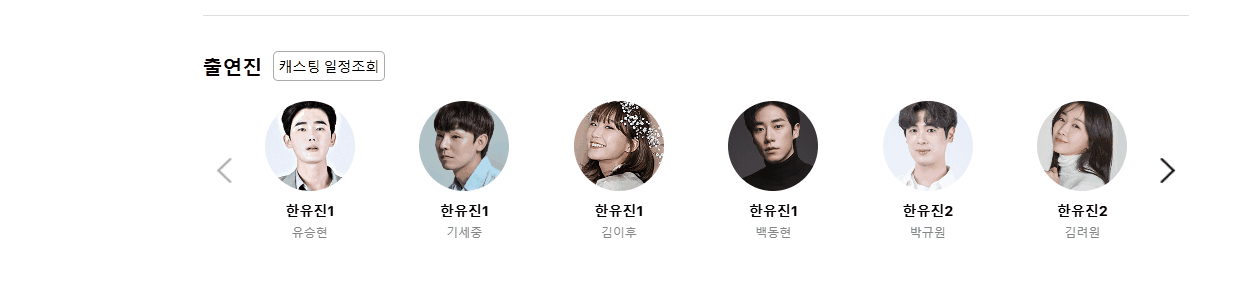 출연진 캐스팅 일정조회
한유진1 한유진1 한유진1 한유진1 한유진2 한유진2
유승현 기세중 김이후 백동현 박규원 김려원